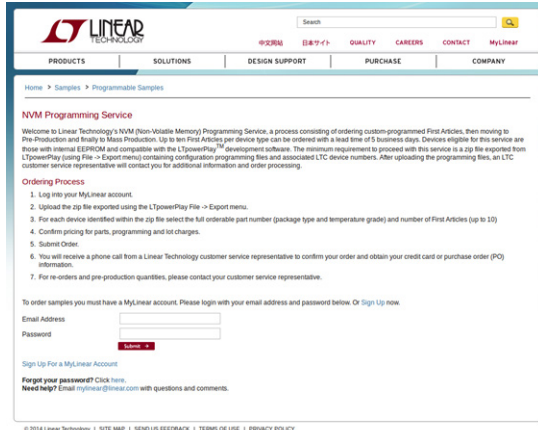 LINEAR
TECHNOLOGY
Search
中文网站 日本サイト QUALITY CAREERS CONTACT MyLinear
PRODUCTS SOLUTIONS DESIGN SUPPORT PURCHASE COMPANY
Home > Samples > Programmable Samples
NVM Programming Service
Welcome to Linear Technology's NVM (Non-Volatile Memory) Programming Service, a process consisting of ordering custom-programmed First Articles, then moving to
Pre-Production and finally to Mass Production. Up to ten First Articles per device type can be ordered with a lead time of 5 business days. Devices eligible for this service are
those with internal EEPROM and compatible with the LTpowerPlay™ development software. The minimum requirement to proceed with this service is a zip file exported from
LTpowerPlay (using File -> Export menu) containing configuration programming files and associated LTC device numbers. After uploading the programming files, an LTC
customer service representative will contact you for additional information and order processing.
Ordering Process
1. Log into your MyLinear account.
2. Upload the zip file exported using the LTpowerPlay File -> Export menu.
3. For each device identified within the zip file select the full orderable part number (package type and temperature grade) and number of First Articles (up to 10)
4. Confirm pricing for parts, programming and lot charges.
5. Submit Order.
6. You will receive a phone call from a Linear Technology customer service representative to confirm your order and obtain your credit card or purchase order (PO)
information.
7. For re-orders and pre-production quantities, please contact your customer service representative.
To order samples you must have a MyLinear account. Please login with your email address and password below. Or Sign Up now.
Email Address
Password
Submit
Sign Up For a MyLinear Account
Forgot your password? Click here.
Need help? Email mylinear@linear.com with questions and comments.
© 2014 Linear Technology | SITE MAP | SEND US FEEDBACK | TERMS OF USE | PRIVACY POLICY